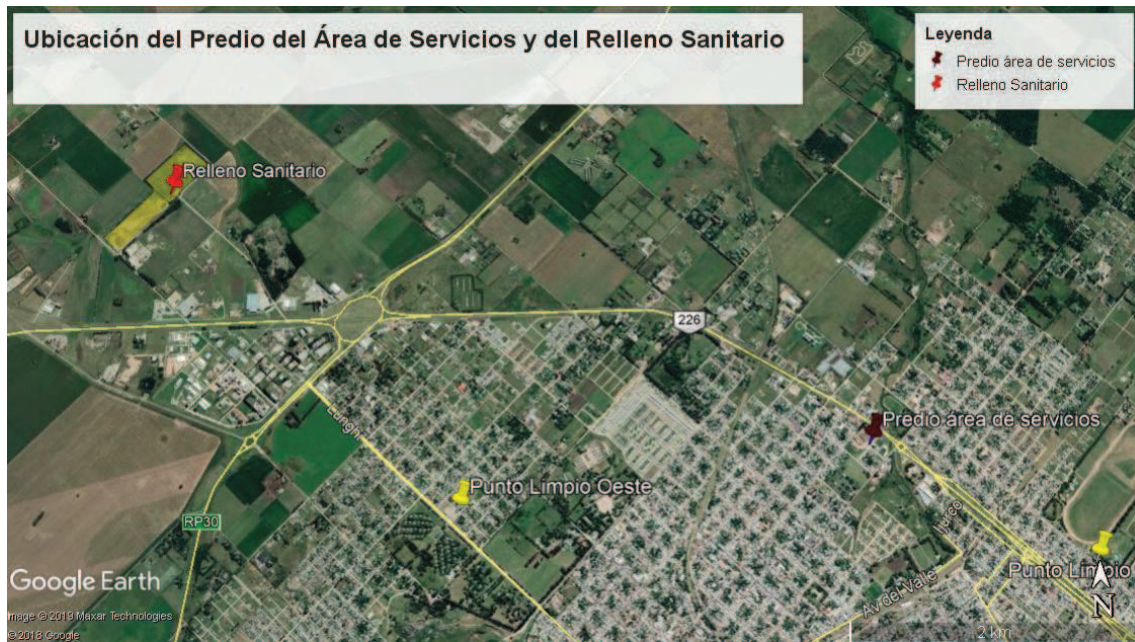 Ubicación del Predio del Área de Servicios y del Relleno Sanitario
Leyenda
Predio área de servicios
Relleno Sanitario
Relleno Sanitario
226
Predio área de servicios
Lunghi
Punto Limpio Oeste
RP30
Punto Limpio
Av del Valle
N
2 km
Google Earth
Image © 2019 Maxar Technologies
© 2018 Google